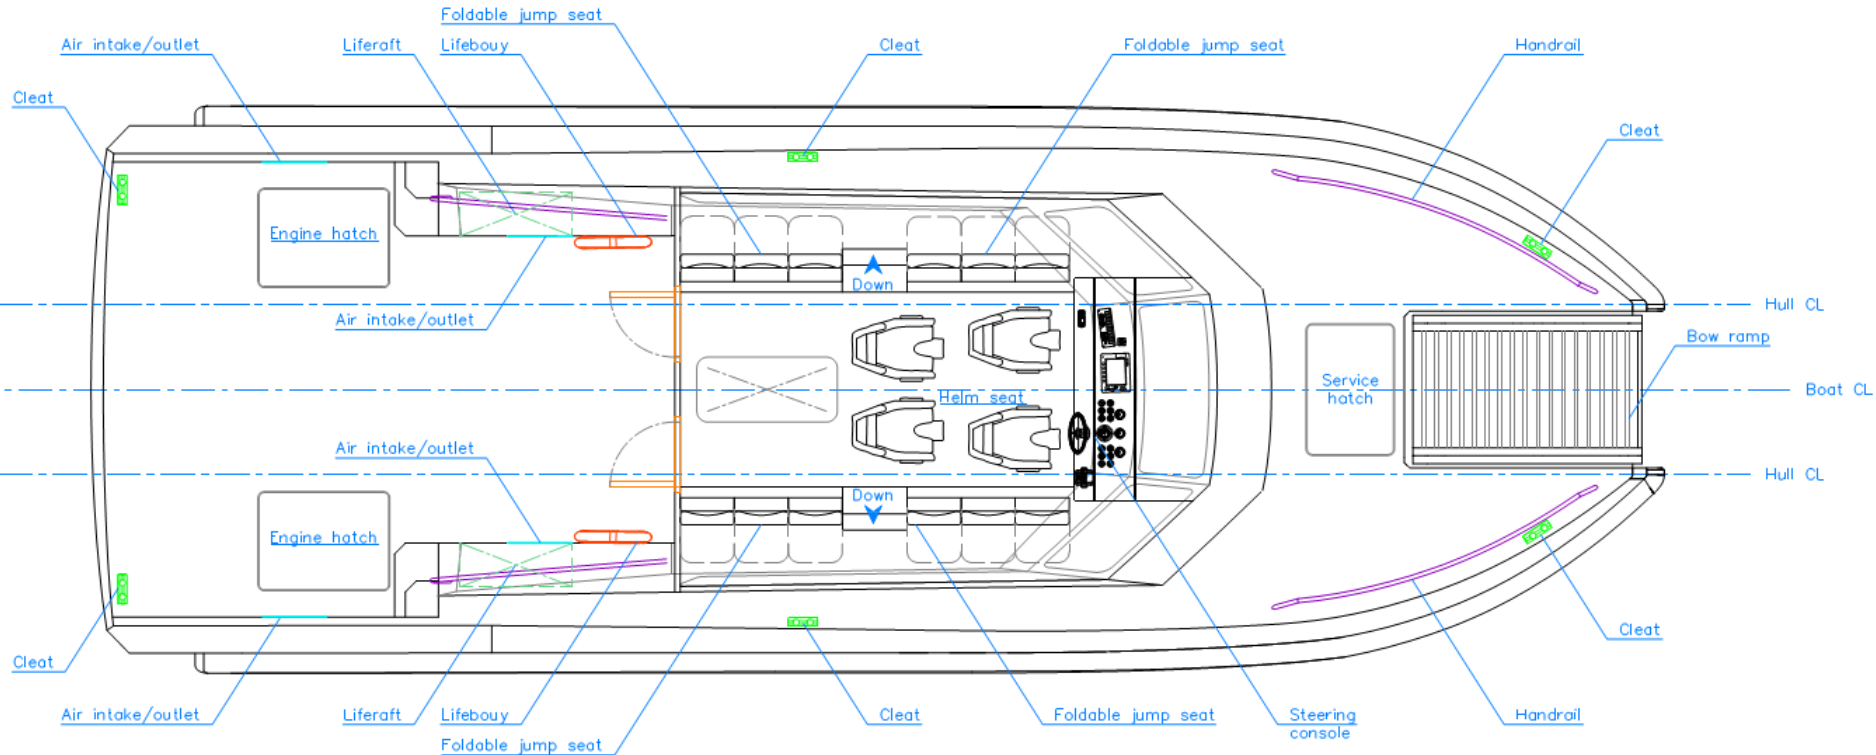 Foldable jump seat
Air intake/outlet
Liferaft
Lifebouy
Cleat
Foldable jump seat
Handrail
Cleat
Cleat
Engine hatch
Down
Hull CL
Air intake/outlet
Bow ramp
Service
hatch
Boat CL
Helm seat
Air intake/outlet
Hull CL
Down
Engine hatch
Cleat
Cleat
Air intake/outlet
Liferaft
Lifebouy
Cleat
Foldable jump seat
Steering
console
Handrail
Foldable jump seat